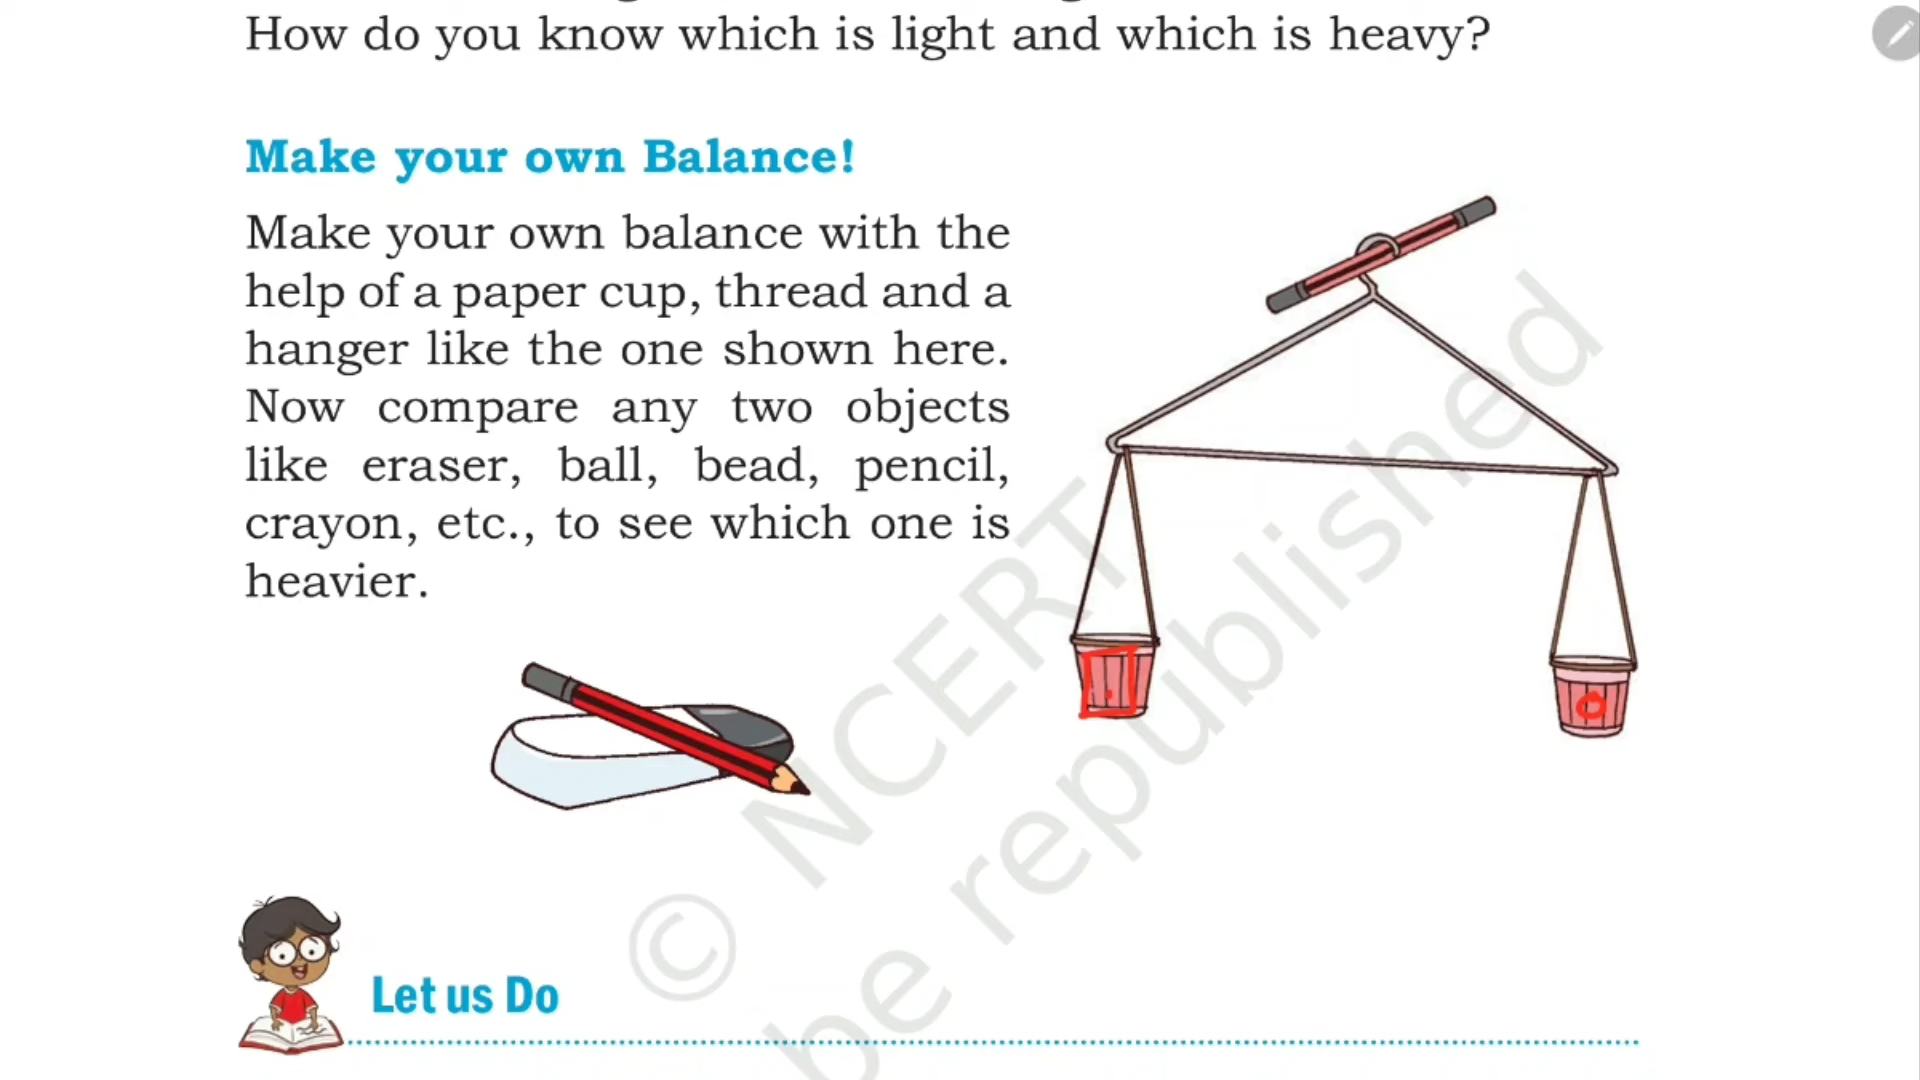 How do you know which is light and which is heavy?
Make your own Balance!
Make your own balance with the
help of a paper cup, thread and a
hanger like the one shown here.
Now compare any two objects
like eraser, ball, bead, pencil,
crayon, etc., to see which one is
heavier.
© NCERT
be republished
Let us Do